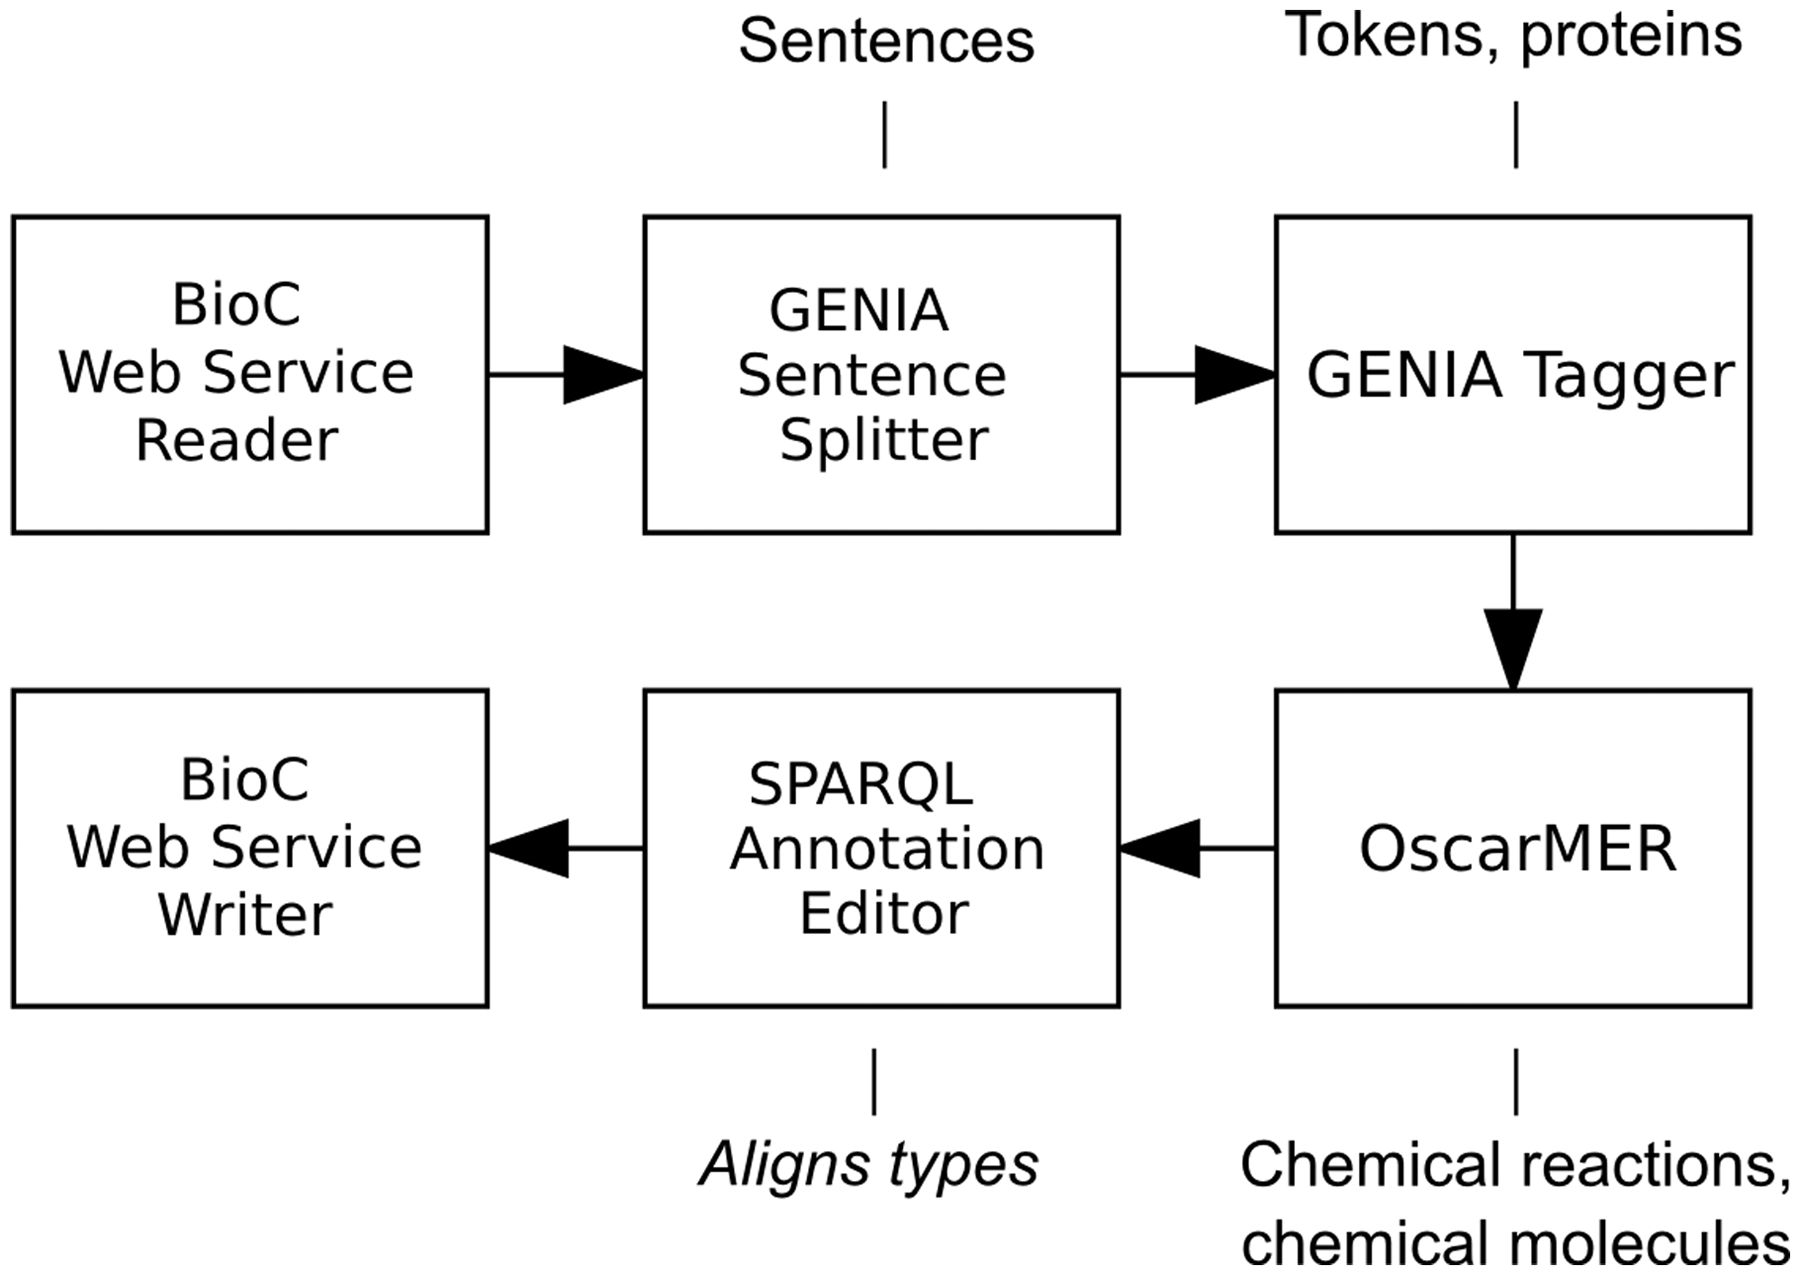 Sentences
Tokens, proteins
BioC
Web Service
Reader
GENIA
Sentence
Splitter
GENIA Tagger
BioC
Web Service
Writer
SPARQL
Annotation
Editor
OscarMER
Aligns types
Chemical reactions,
chemical molecules